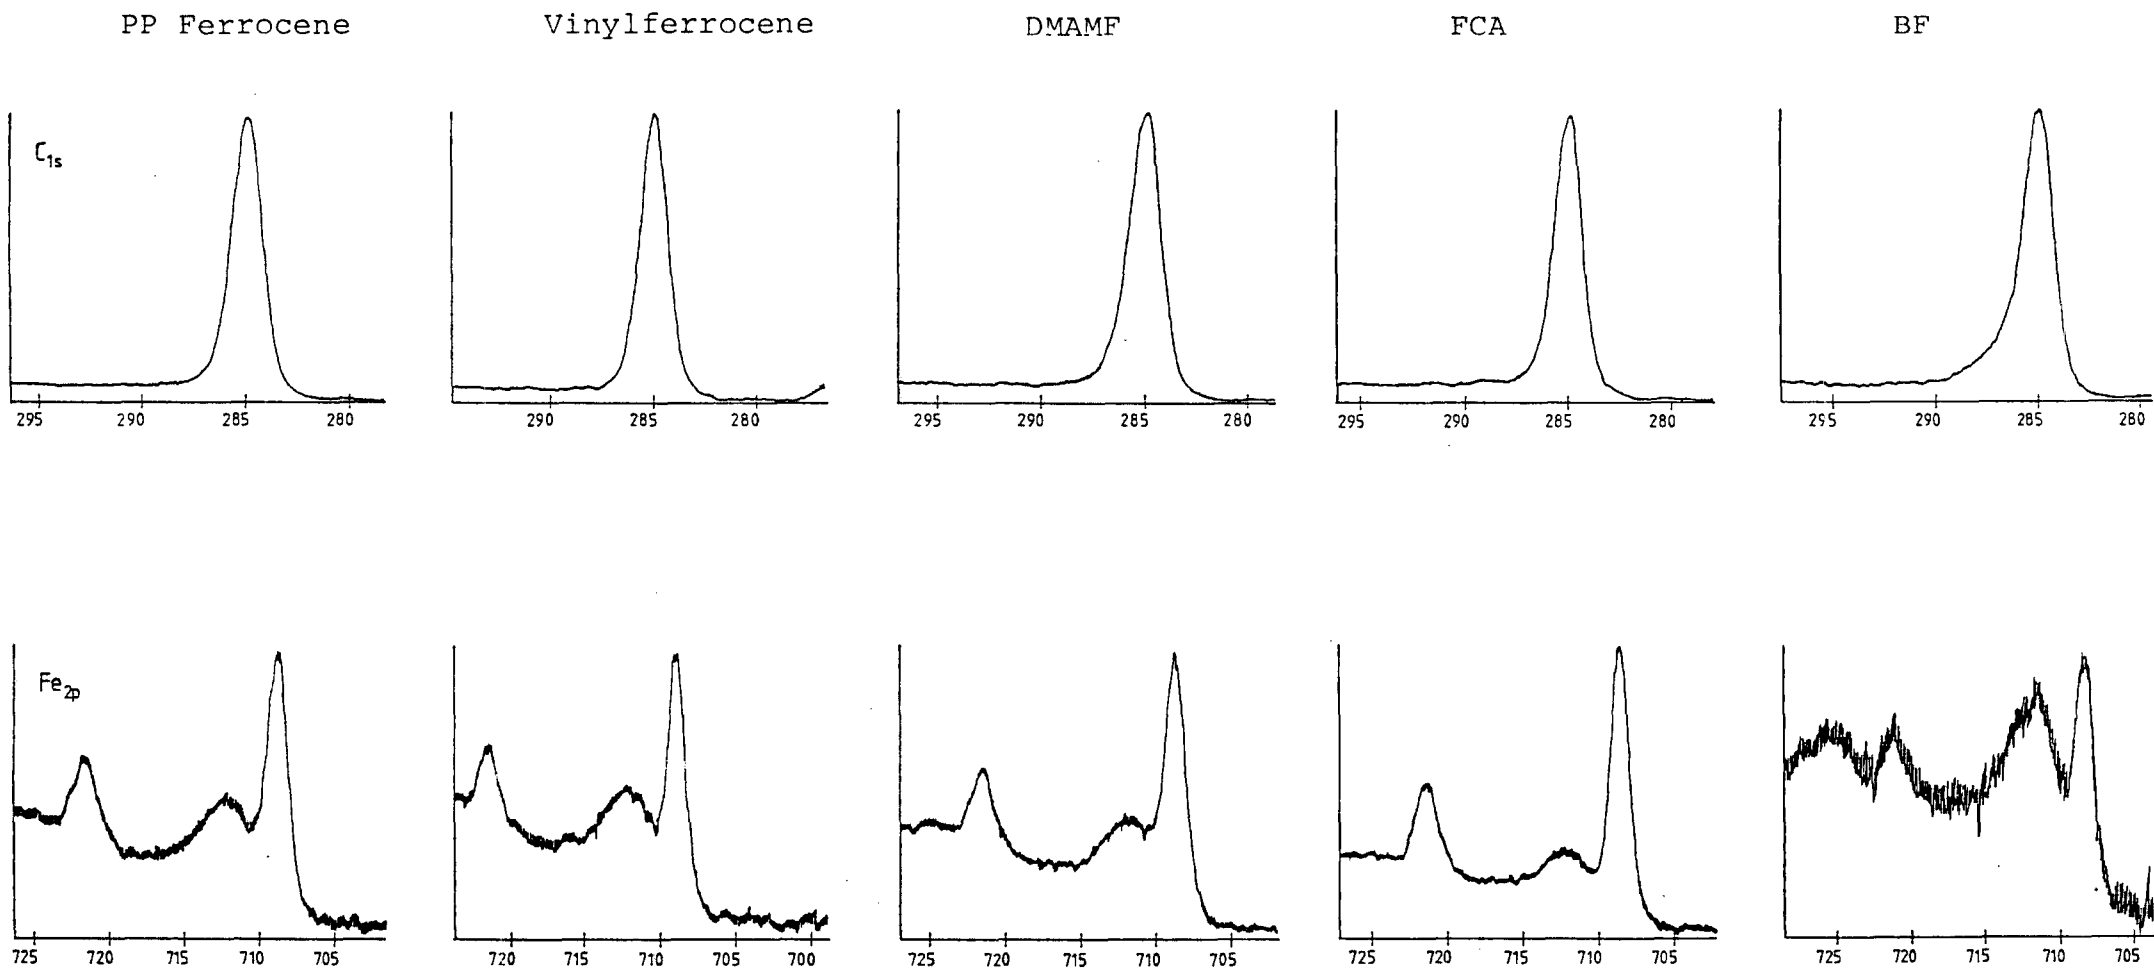 PP Ferrocene Vinylferrocene DMAMF FCA BF
C1s
295 290 285 280 290 285 280 295 290 285 280 295 290 285 280 295 290 285 280
Fe2p
725 720 715 710 705 720 715 710 705 700 725 720 715 710 705 725 720 715 710 705 725 720 715 710 705